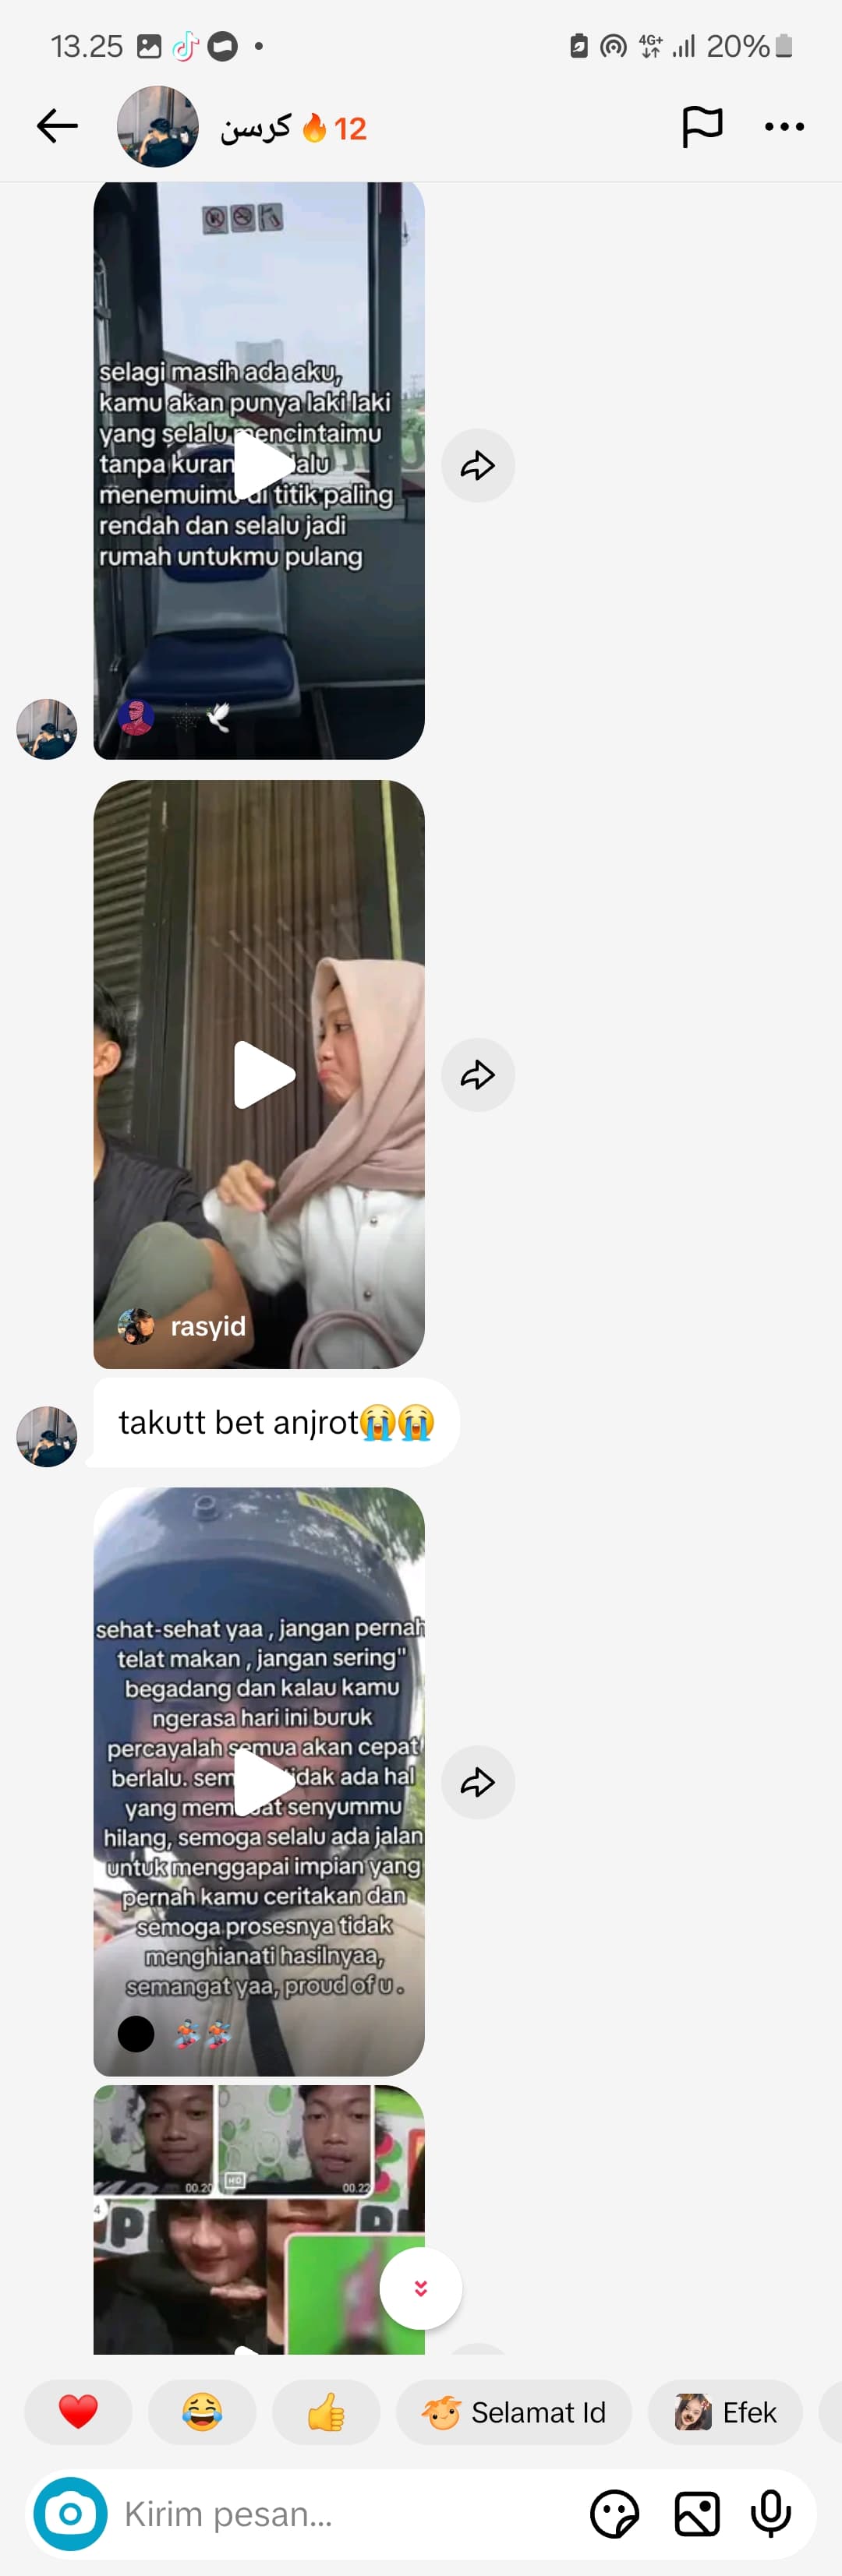 13.25
4G+
20%
كرسن 🔥 12
selagi masih ada aku,
kamu akan punya laki laki
yang selalu mencintaimu
tanpa kuran alu
menemuimu di titik paling
rendah dan selalu jadi
rumah untukmu pulang
rasyid
takutt bet anjrot😭😭
sehat-sehat yaa , jangan pernah
telat makan , jangan sering"
begadang dan kalau kamu
ngerasa hari ini buruk
percayalah semua akan cepat
berlalu. sem idak ada hal
yang membuat senyummu
hilang, semoga selalu ada jalan
untuk menggapai impian yang
pernah kamu ceritakan dan
semoga prosesnya tidak
menghianati hasilnyaa,
semangat yaa, proud of u .
00.20
HD
00.22
4
Selamat Id
Efek
Kirim pesan...